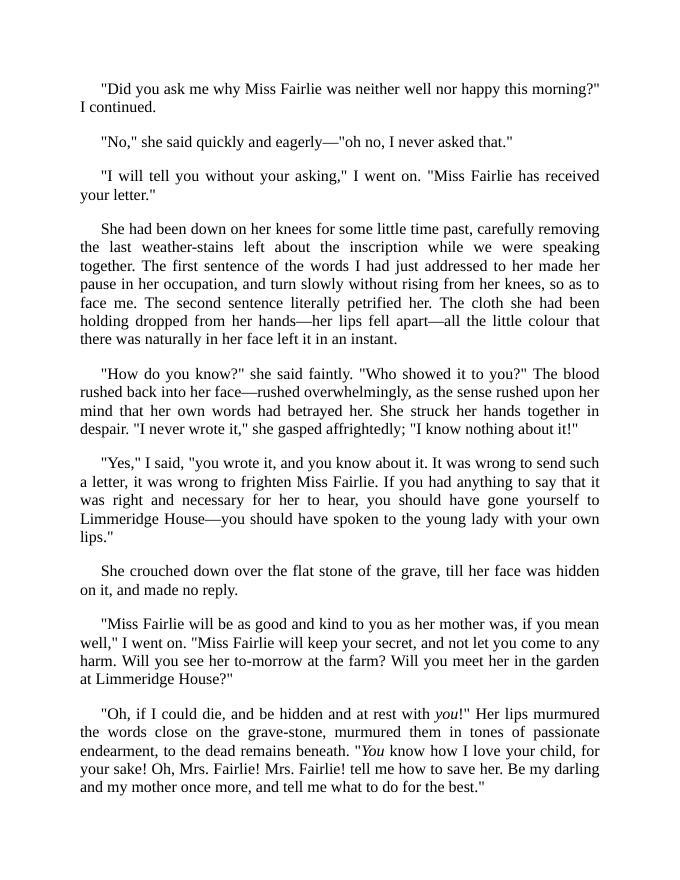 "Did you ask me why Miss Fairlie was neither well nor happy this morning?"
I continued.
"No," she said quickly and eagerly—"oh no, I never asked that."
"I will tell you without your asking," I went on. "Miss Fairlie has received
your letter."
She had been down on her knees for some little time past, carefully removing
the last weather-stains left about the inscription while we were speaking
together. The first sentence of the words I had just addressed to her made her
pause in her occupation, and turn slowly without rising from her knees, so as to
face me. The second sentence literally petrified her. The cloth she had been
holding dropped from her hands—her lips fell apart—all the little colour that
there was naturally in her face left it in an instant.
"How do you know?" she said faintly. "Who showed it to you?" The blood
rushed back into her face—rushed overwhelmingly, as the sense rushed upon her
mind that her own words had betrayed her. She struck her hands together in
despair. "I never wrote it," she gasped affrightedly; "I know nothing about it!"
"Yes," I said, "you wrote it, and you know about it. It was wrong to send such
a letter, it was wrong to frighten Miss Fairlie. If you had anything to say that it
was right and necessary for her to hear, you should have gone yourself to
Limmeridge House—you should have spoken to the young lady with your own
lips."
She crouched down over the flat stone of the grave, till her face was hidden
on it, and made no reply.
"Miss Fairlie will be as good and kind to you as her mother was, if you mean
well," I went on. "Miss Fairlie will keep your secret, and not let you come to any
harm. Will you see her to-morrow at the farm? Will you meet her in the garden
at Limmeridge House?"
"Oh, if I could die, and be hidden and at rest with you!" Her lips murmured
the words close on the grave-stone, murmured them in tones of passionate
endearment, to the dead remains beneath. "You know how I love your child, for
your sake! Oh, Mrs. Fairlie! Mrs. Fairlie! tell me how to save her. Be my darling
and my mother once more, and tell me what to do for the best."